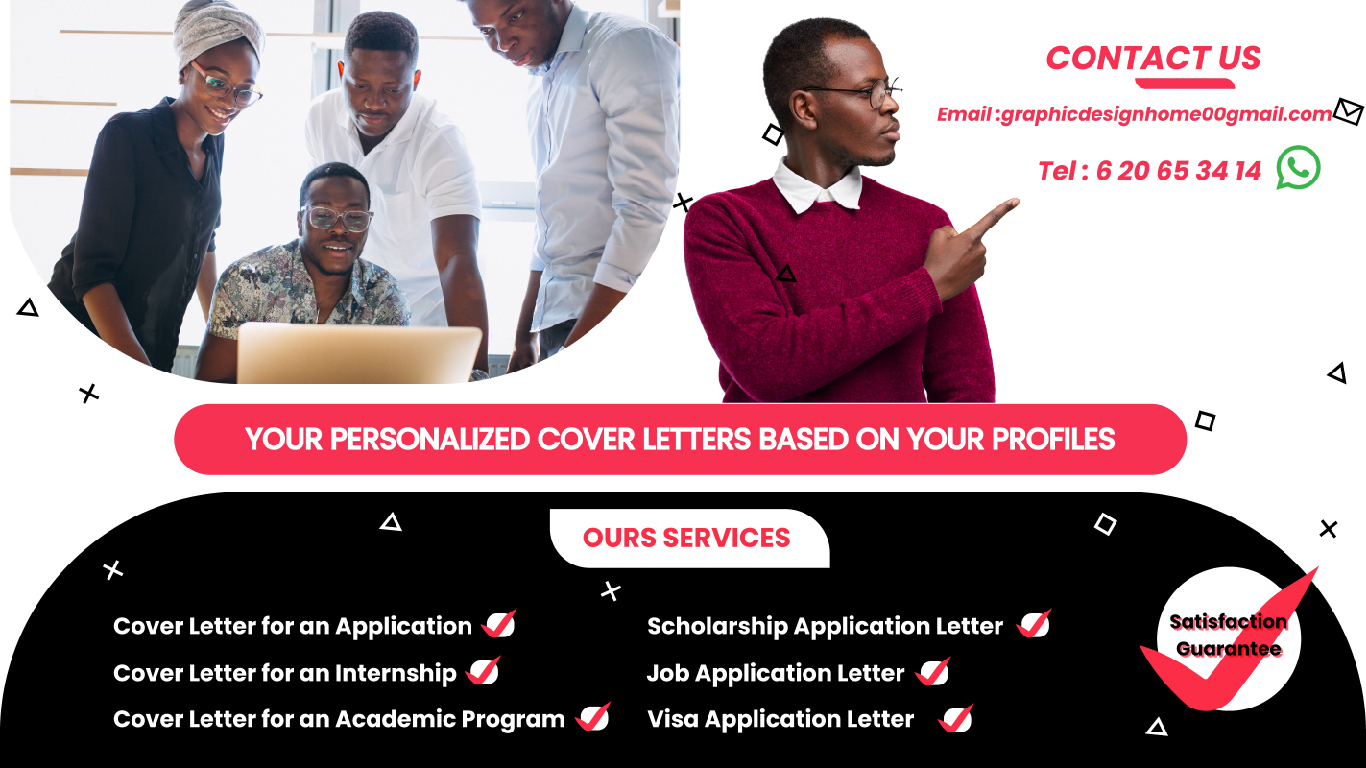 CONTACT US
Email :graphicdesignhome00gmail.com
Tel : 6 20 65 34 14
YOUR PERSONALIZED COVER LETTERS BASED ON YOUR PROFILES
OURS SERVICES
Cover Letter for an Application
Cover Letter for an Internship
Cover Letter for an Academic Program
Scholarship Application Letter
Job Application Letter
Visa Application Letter
Satisfaction
Guarantee